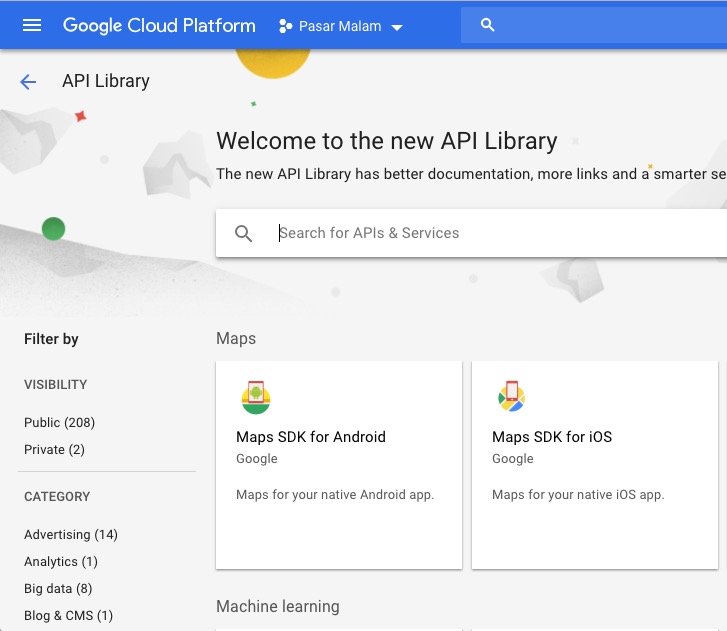 Google Cloud Platform Pasar Malam
API Library
Welcome to the new API Library
The new API Library has better documentation, more links and a smarter se
Search for APIs & Services
Filter by
VISIBILITY
Public (208)
Private (2)
CATEGORY
Advertising (14)
Analytics (1)
Big data (8)
Blog & CMS (1)
Maps
Maps SDK for Android
Google
Maps for your native Android app.
Maps SDK for iOS
Google
Maps for your native iOS app.
Machine learning